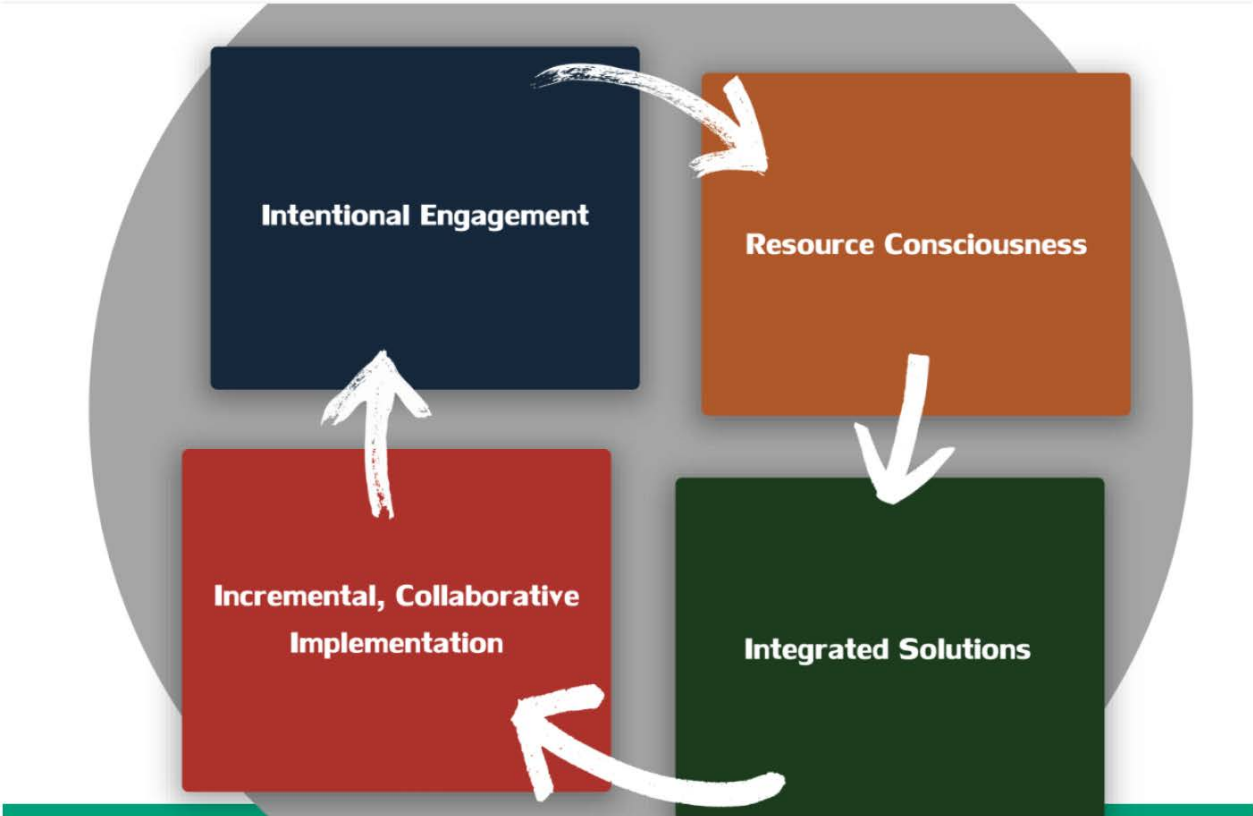 Intentional Engagement
Resource Consciousness
Incremental, Collaborative
Implementation
Integrated Solutions